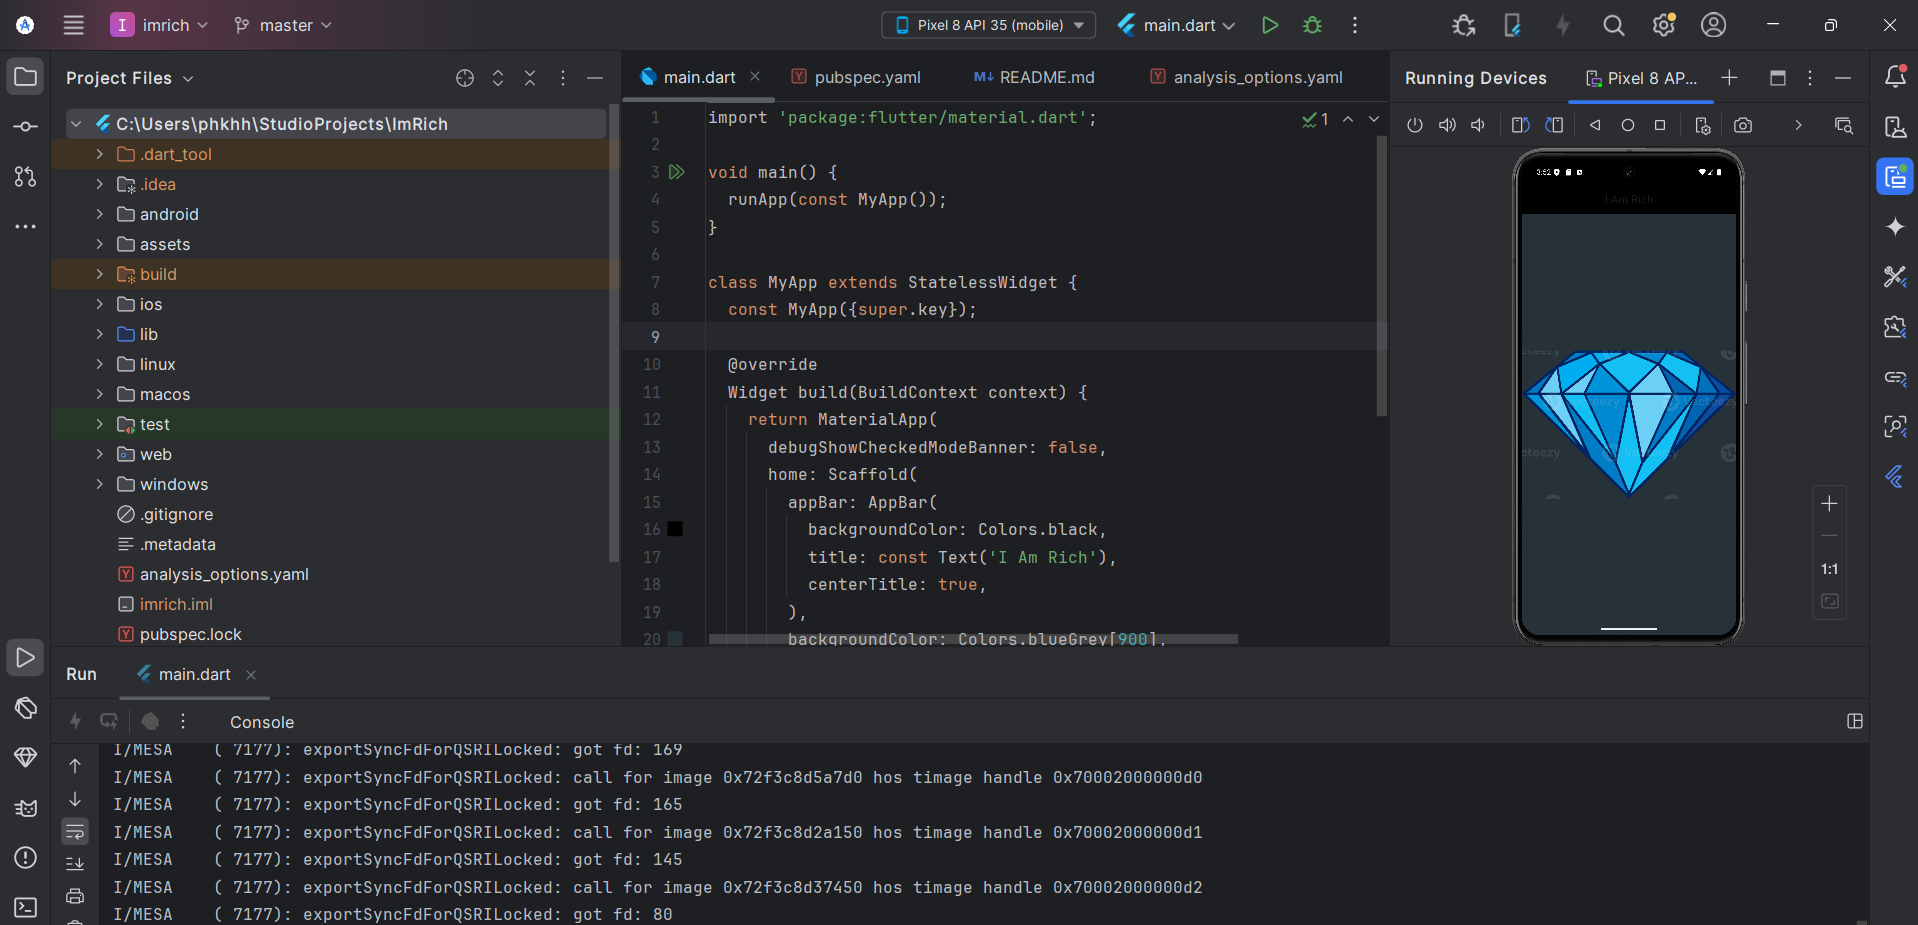 I imrich master Pixel 8 API 35 (mobile) main.dart
Project Files
C:\Users\phkhh\StudioProjects\ImRich
.dart_tool
.idea
android
assets
build
ios
lib
linux
macos
test
web
windows
.gitignore
.metadata
analysis_options.yaml
imrich.iml
pubspec.lock
main.dart pubspec.yaml M↓ README.md analysis_options.yaml
1 import 'package:flutter/material.dart';
2
3 void main() {
4 runApp(const MyApp());
5 }
6
7 class MyApp extends StatelessWidget {
8 const MyApp({super.key});
9
10 @override
11 Widget build(BuildContext context) {
12 return MaterialApp(
13 debugShowCheckedModeBanner: false,
14 home: Scaffold(
15 appBar: AppBar(
16 backgroundColor: Colors.black,
17 title: const Text('I Am Rich'),
18 centerTitle: true,
19 ),
20 backgroundColor: Colors.blueGrey[900],
1
Running Devices Pixel 8 AP...
3:52
I Am Rich
cteezy
Vecteezy
cteezy Vecteezy
1:1
Run main.dart
Console
I/MESA ( 7177): exportSyncFdForQSRILocked: got fd: 169
I/MESA ( 7177): exportSyncFdForQSRILocked: call for image 0x72f3c8d5a7d0 hos timage handle 0x70002000000d0
I/MESA ( 7177): exportSyncFdForQSRILocked: got fd: 165
I/MESA ( 7177): exportSyncFdForQSRILocked: call for image 0x72f3c8d2a150 hos timage handle 0x70002000000d1
I/MESA ( 7177): exportSyncFdForQSRILocked: got fd: 145
I/MESA ( 7177): exportSyncFdForQSRILocked: call for image 0x72f3c8d37450 hos timage handle 0x70002000000d2
I/MESA ( 7177): exportSyncFdForQSRILocked: got fd: 80